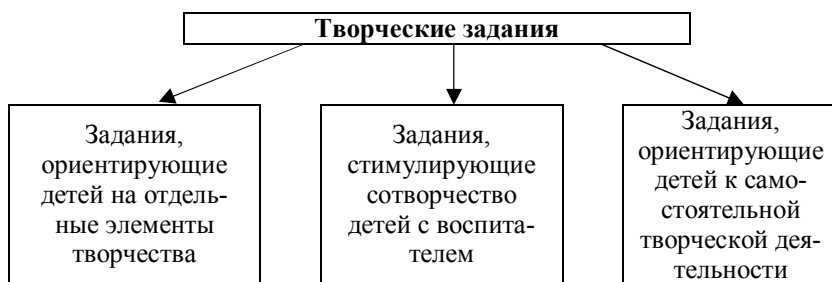 Творческие задания
Задания,
ориентирующие
детей на отдель-
ные элементы
творчества
Задания,
стимулирующие
сотворчество
детей с воспита-
телем
Задания,
ориентирующие
детей к само-
стоятельной
творческой дея-
тельности